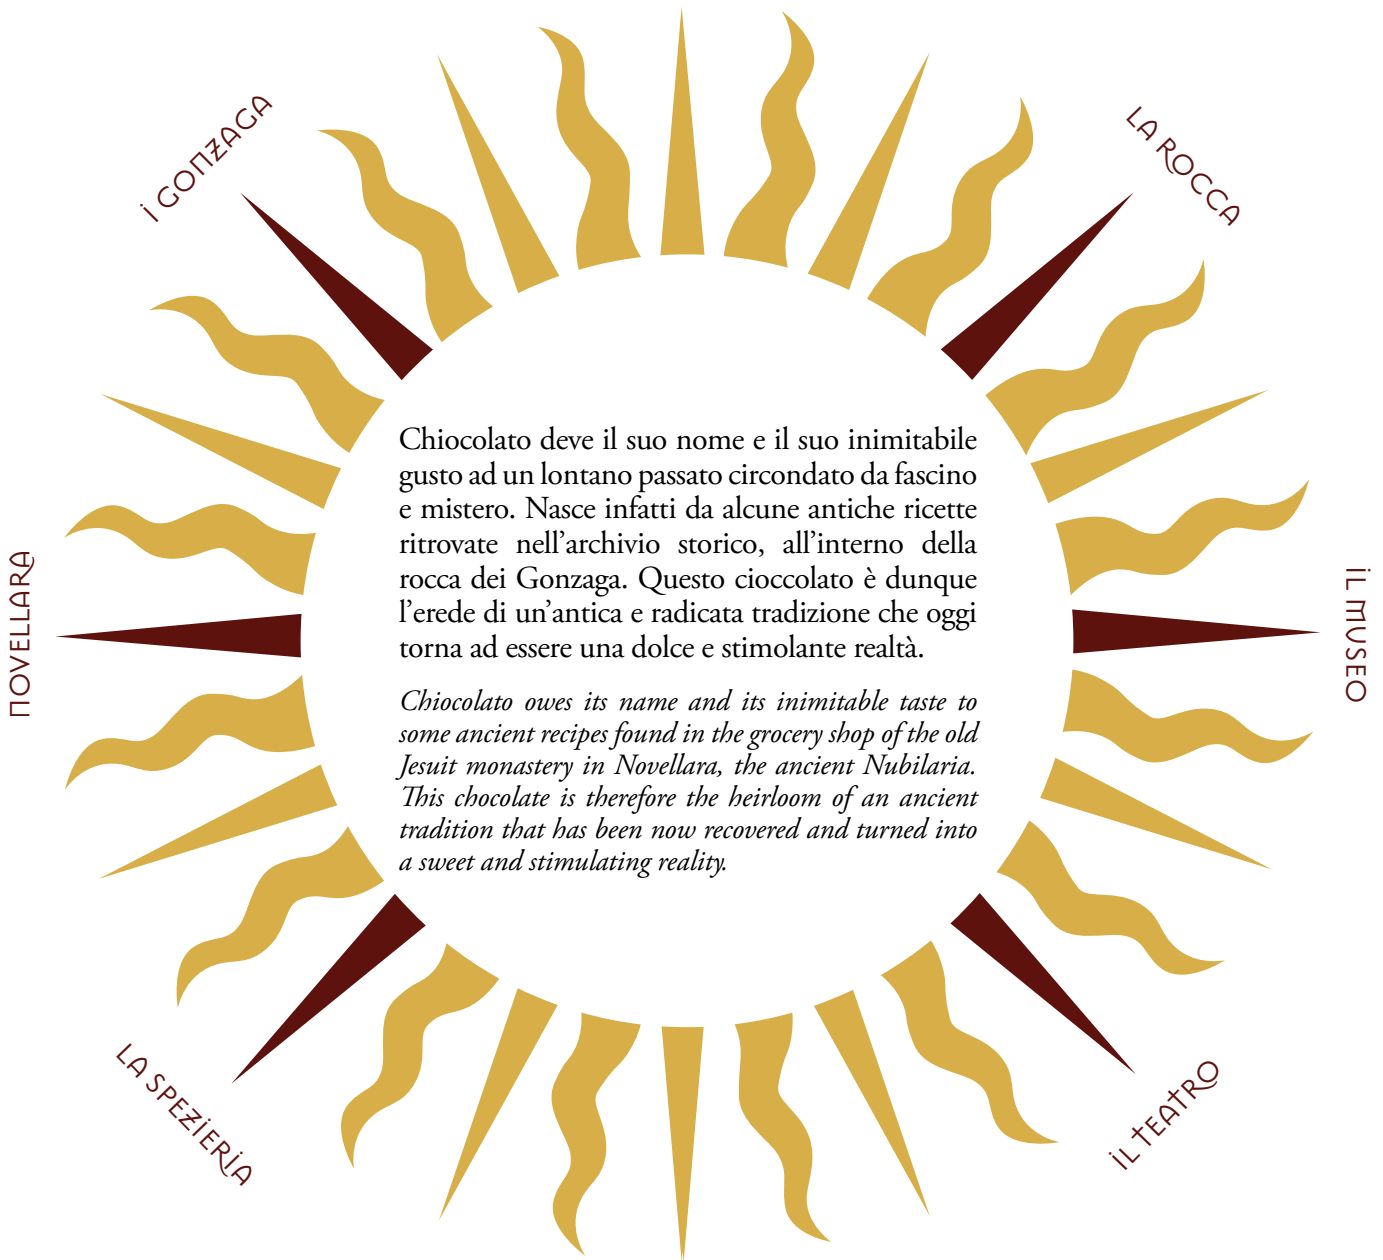 I GONZAGA
LA ROCCA
Chiocolato deve il suo nome e il suo inimitabile
gusto ad un lontano passato circondato da fascino
e mistero. Nasce infatti da alcune antiche ricette
ritrovate nell'archivio storico, all'interno della
rocca dei Gonzaga. Questo cioccolato è dunque
l'erede di un'antica e radicata tradizione che oggi
torna ad essere una dolce e stimolante realtà.
Chiocolato owes its name and its inimitable taste to
some ancient recipes found in the grocery shop of the old
Jesuit monastery in Novellara, the ancient Nubilaria.
This chocolate is therefore the heirloom of an ancient
tradition that has been now recovered and turned into
a sweet and stimulating reality.
NOVELLARA
IL MUSEO
LA SPEZIERIA
IL TEATRO